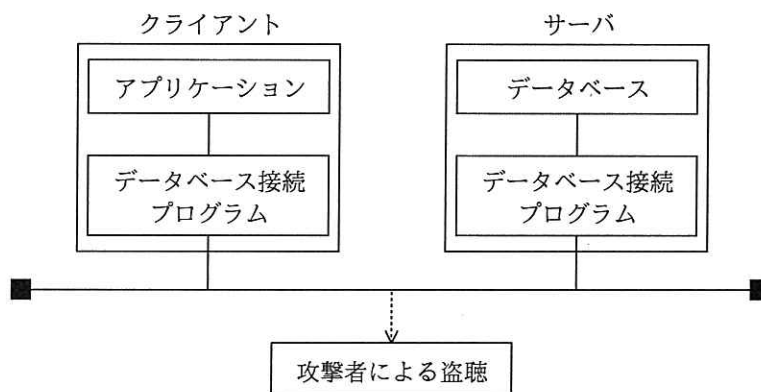 クライアント
アプリケーション
データベース接続
プログラム
サーバ
データベース
データベース接続
プログラム
攻撃者による盗聴